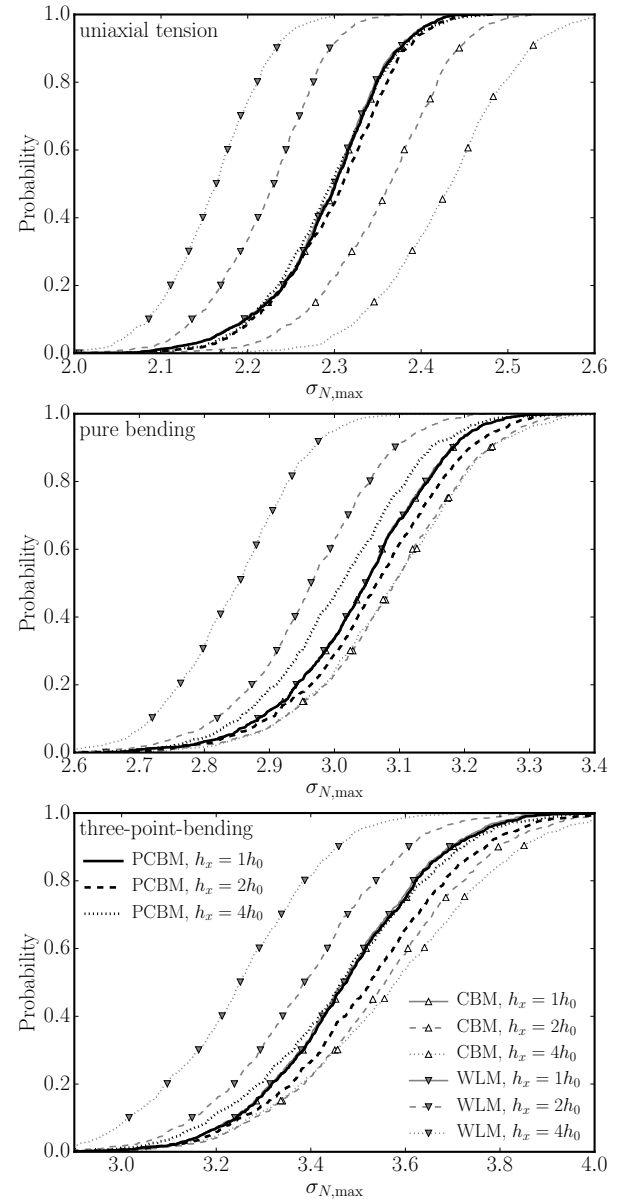 uniaxial tension
Probability
1.0
0.8
0.6
0.4
0.2
0.0
2.0 2.1 2.2 2.3 2.4 2.5 2.6
σN,max
pure bending
Probability
1.0
0.8
0.6
0.4
0.2
0.0
2.6 2.7 2.8 2.9 3.0 3.1 3.2 3.3 3.4
σN,max
three-point-bending
PCBM, hx = 1h0
PCBM, hx = 2h0
PCBM, hx = 4h0
Probability
1.0
0.8
0.6
0.4
0.2
0.0
CBM, hx = 1h0
CBM, hx = 2h0
CBM, hx = 4h0
WLM, hx = 1h0
WLM, hx = 2h0
WLM, hx = 4h0
3.0 3.2 3.4 3.6 3.8 4.0
σN,max